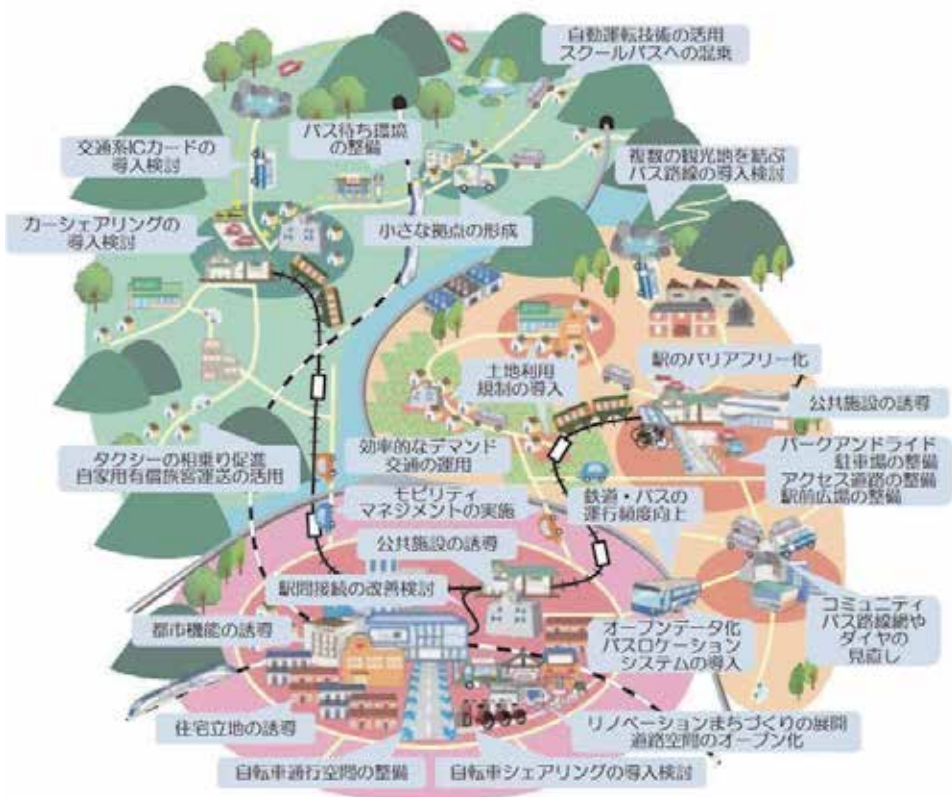 自動運転技術の活用
スクールバスへの混乗
バス待ち環境
の整備
交通系ICカードの
導入検討
複数の観光地を結ぶ
バス路線の導入検討
カーシェアリングの
導入検討
小さな拠点の形成
駅のバリアフリー化
土地利用
規制の導入
公共施設の誘導
タクシーの相乗り促進
自家用有償旅客運送の活用
効率的なデマンド
交通の運用
パークアンドライド
駐車場の整備
アクセス道路の整備
駅前広場の整備
モビリティ
マネジメントの実施
鉄道・バスの
運行頻度向上
公共施設の誘導
駅間接続の改善検討
都市機能の誘導
オープンデータ化
バスロケーション
システムの導入
コミュニティ
バス路線網や
ダイヤの
見直し
住宅立地の誘導
リノベーションまちづくりの展開
道路空間のオープン化
自転車通行空間の整備
自転車シェアリングの導入検討